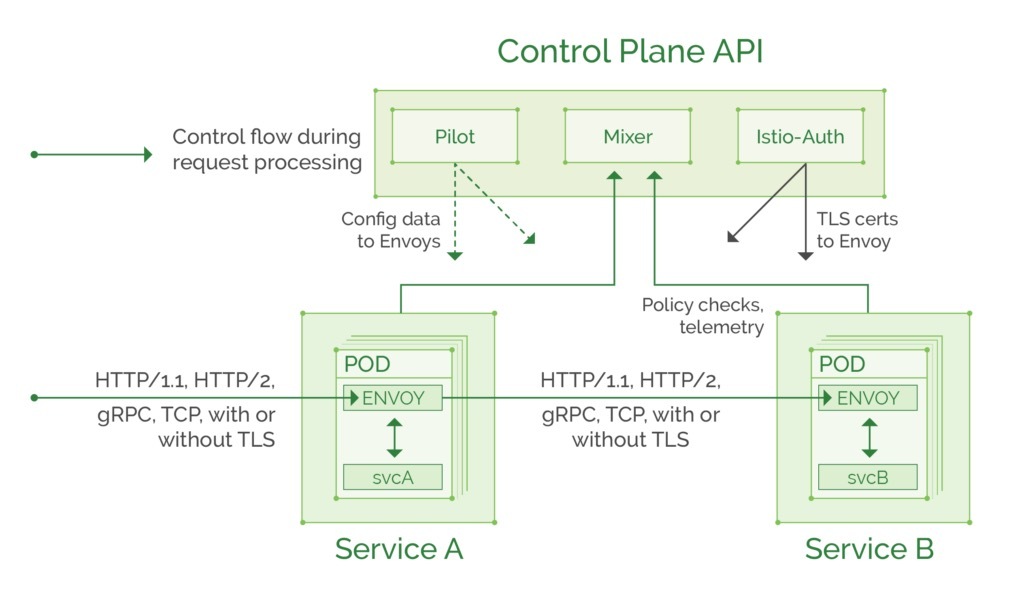 Control Plane API
Control flow during
request processing
Pilot
Mixer
Istio-Auth
Config data
to Envoys
TLS certs
to Envoy
Policy checks,
telemetry
HTTP/1.1, HTTP/2,
gRPC, TCP, with or
without TLS
POD
ENVOY
svcA
HTTP/1.1, HTTP/2,
gRPC, TCP, with or
without TLS
POD
ENVOY
svcB
Service A
Service B